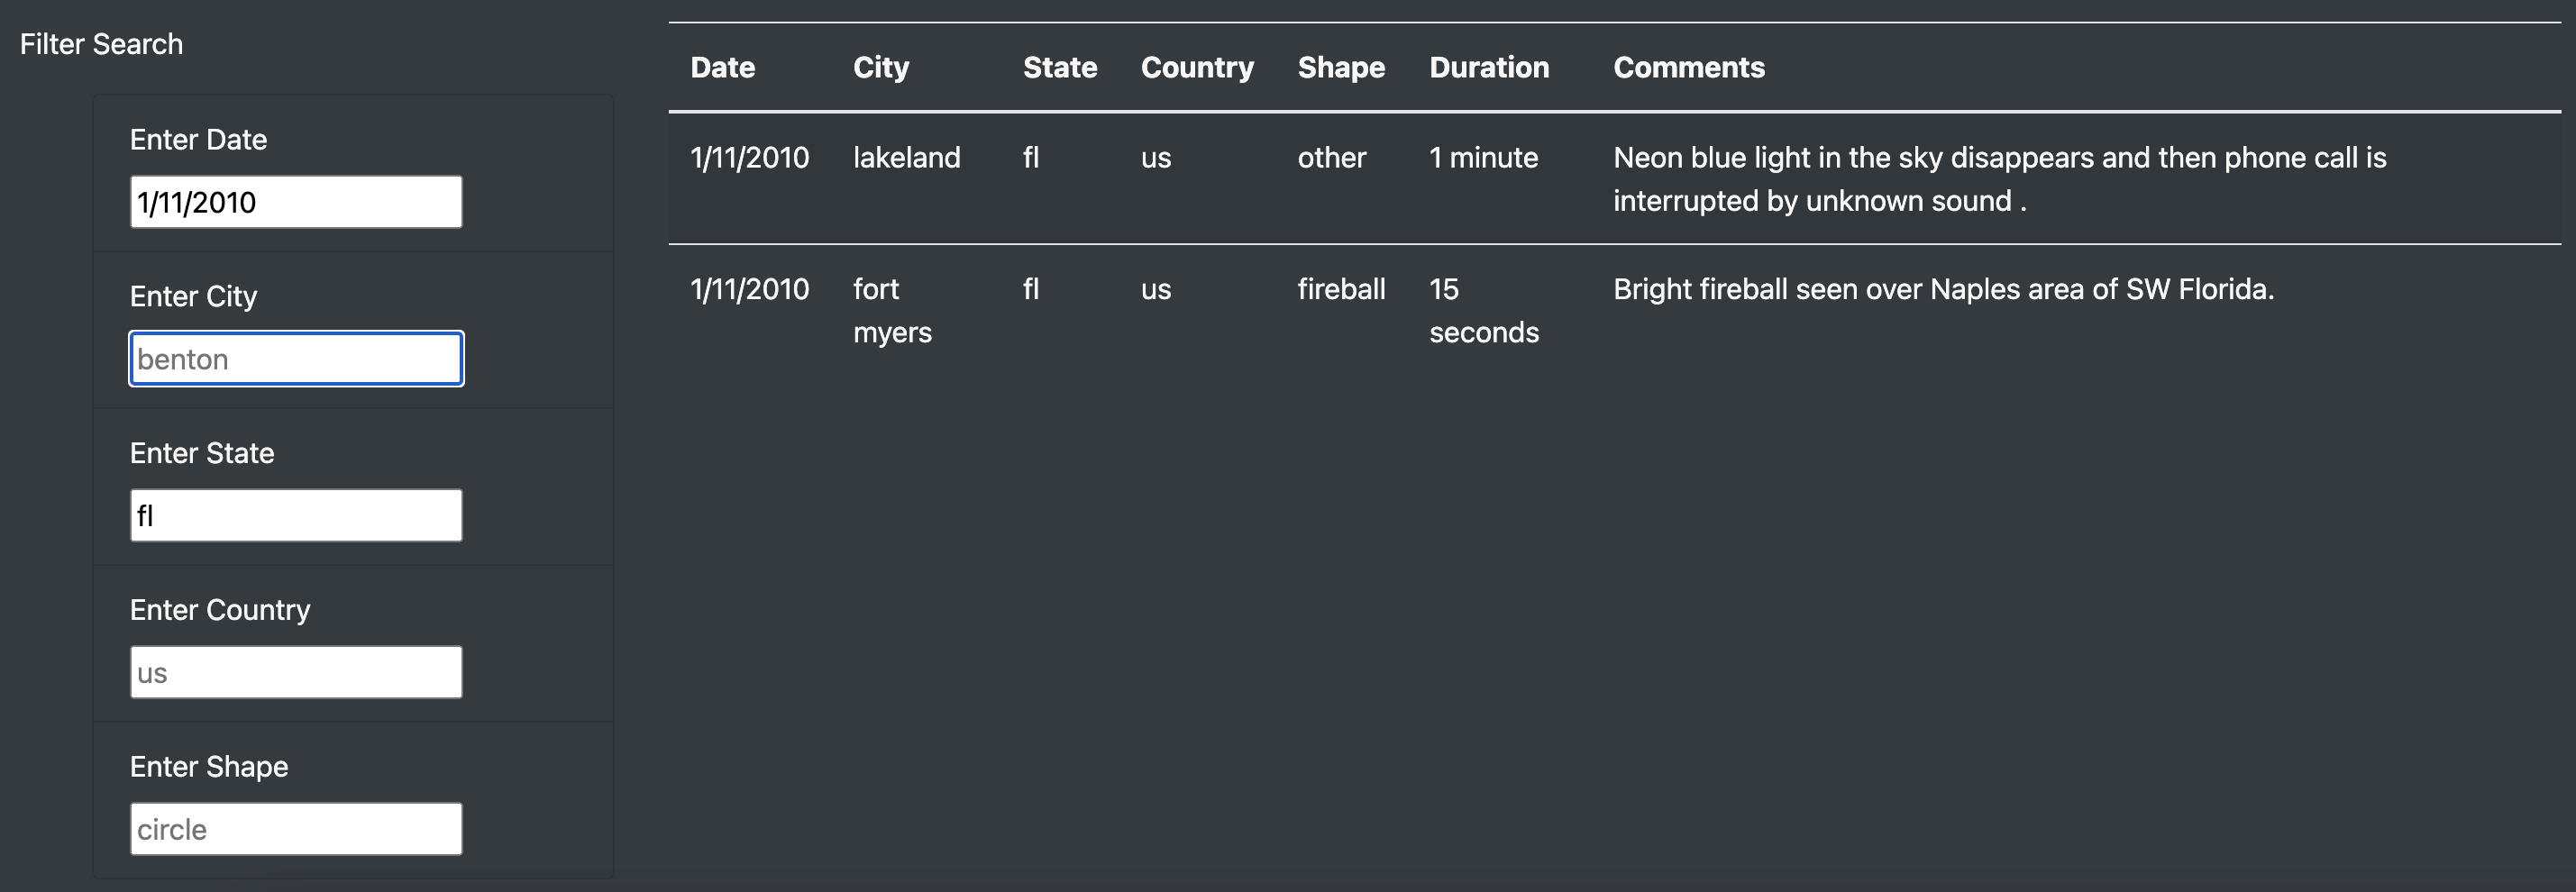 Filter Search
Enter Date
1/11/2010
Enter City
benton
Enter State
fl
Enter Country
us
Enter Shape
circle
Date City State Country Shape Duration Comments
1/11/2010 lakeland fl us other 1 minute Neon blue light in the sky disappears and then phone call is
interrupted by unknown sound .
1/11/2010 fort fl us fireball 15 Bright fireball seen over Naples area of SW Florida.
myers seconds